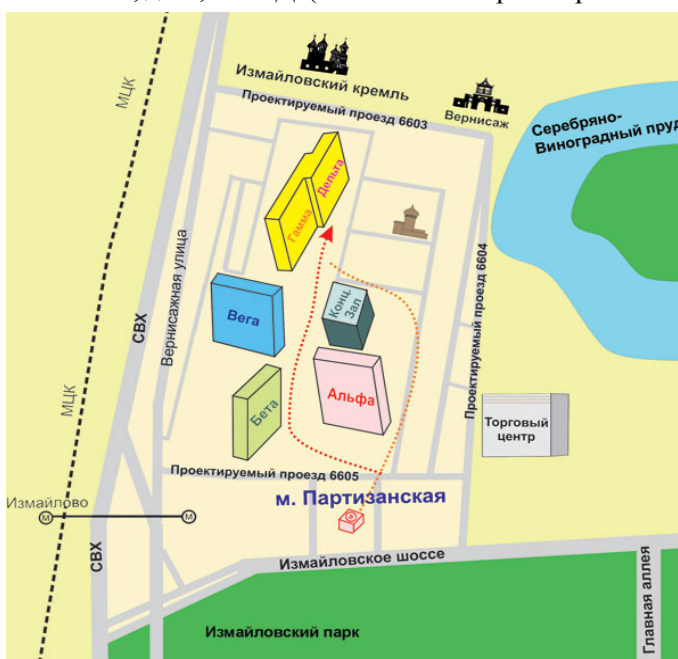 МЦК
Измайловский кремль
Вернисаж
Проектируемый проезд 6603
Серебряно-
Виноградный пруд
Дельта
Гамма
Вернисажная улица
Проектируемый проезд 6604
СВХ
Вега
Конц.
Зал
МЦК
Альфа
Бета
Торговый
центр
Проектируемый проезд 6605
м. Партизанская
Измайлово
М
М
М
СВХ
Измайловское шоссе
Главная аллея
Измайловский парк